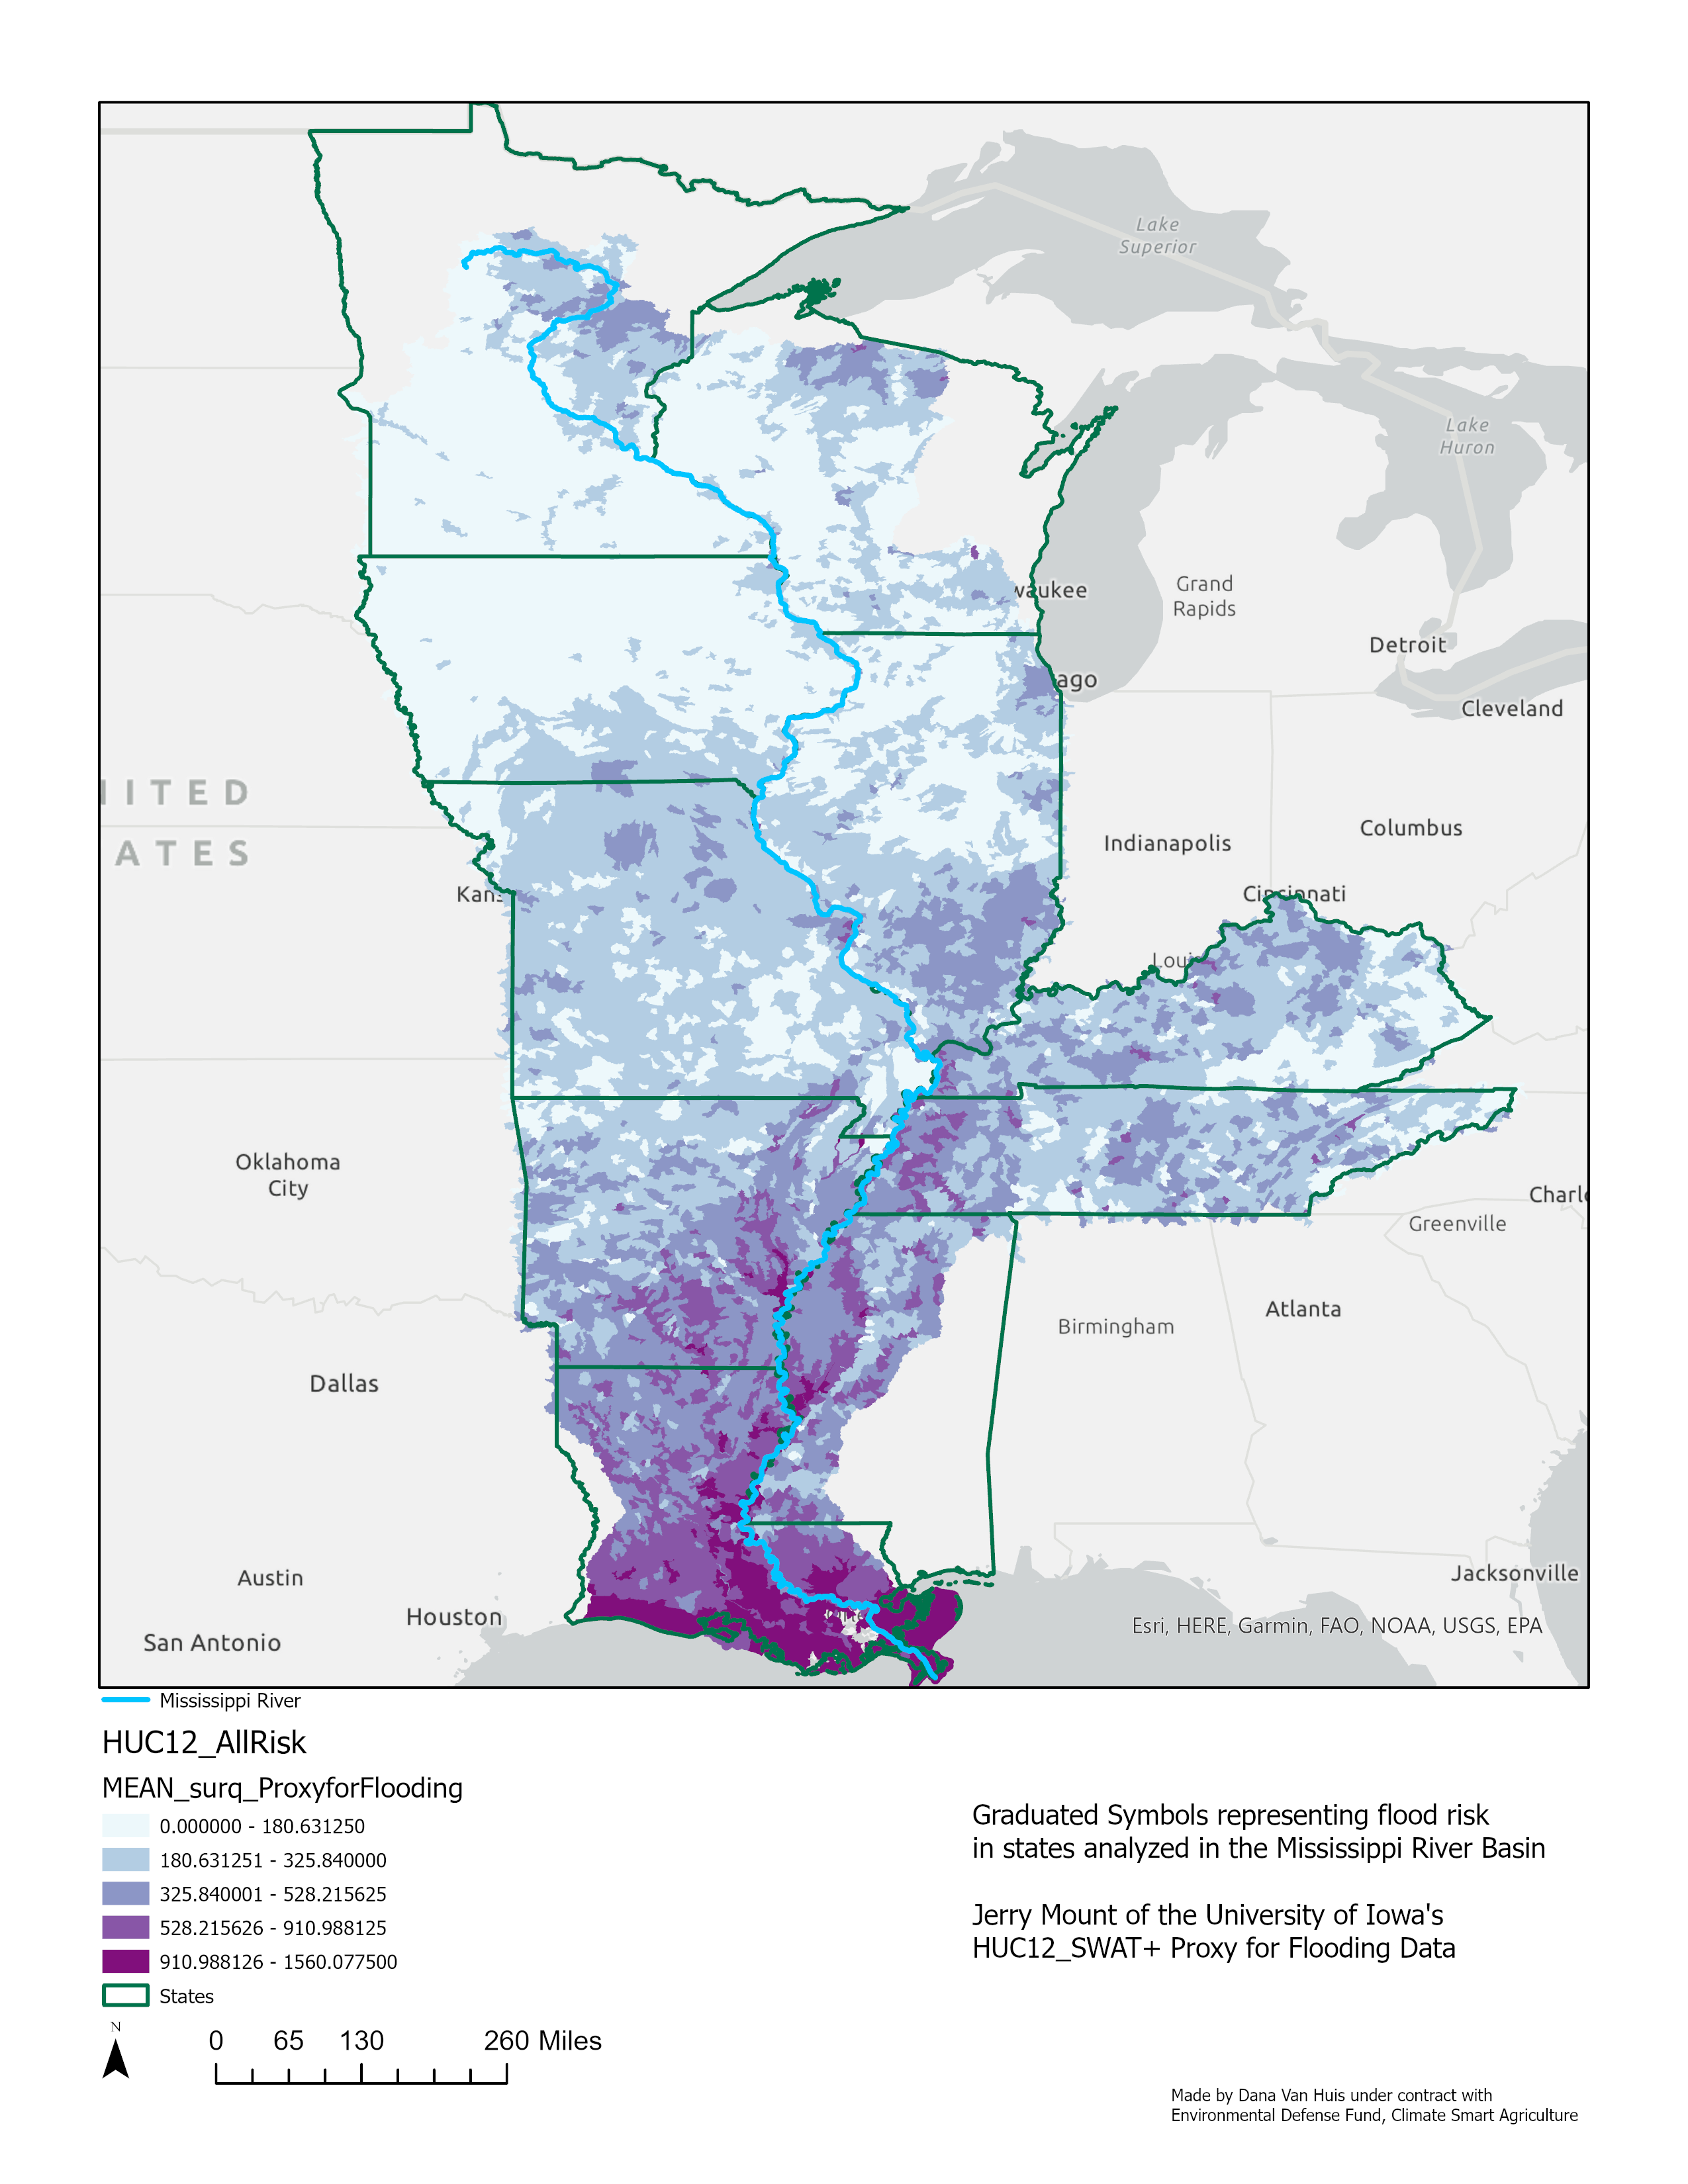 Lake
Superior
Lake
Huron
waukee
Grand
Rapids
Detroit
ago
Cleveland
NITED
ATES
Columbus
Indianapolis
Kans
Cincinnati
Louis
Oklahoma
City
Charlo
Greenville
Atlanta
Birmingham
Dallas
Austin
Jacksonville
Houston
Esri, HERE, Garmin, FAO, NOAA, USGS, EPA
San Antonio
Mississippi River
HUC12_AllRisk
MEAN_surq_ProxyforFlooding
0.000000 - 180.631250
180.631251 - 325.840000
325.840001 - 528.215625
528.215626 - 910.988125
910.988126 - 1560.077500
States
Graduated Symbols representing flood risk
in states analyzed in the Mississippi River Basin
Jerry Mount of the University of Iowa's
HUC12_SWAT+ Proxy for Flooding Data
N
0 65 130 260 Miles
Made by Dana Van Huis under contract with
Environmental Defense Fund, Climate Smart Agriculture